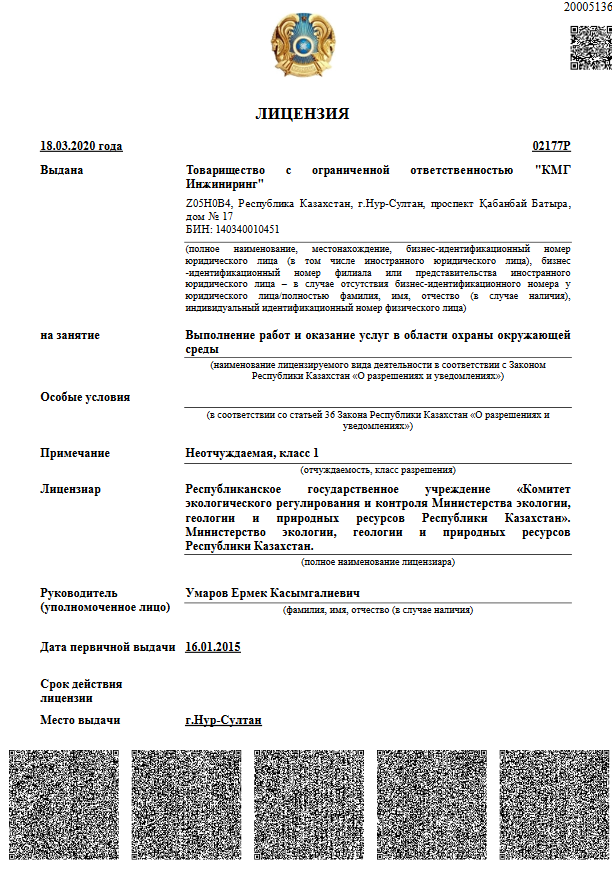 20005136
ЛИЦЕНЗИЯ
18.03.2020 года 02177Р
Выдана Товарищество с ограниченной ответственностью "КМГ
Инжиниринг"
Z05H0B4, Республика Казахстан, г.Нур-Султан, проспект Қабанбай Батыра,
дом № 17
БИН: 140340010451
(полное наименование, местонахождение, бизнес-идентификационный номер
юридического лица (в том числе иностранного юридического лица), бизнес
-идентификационный номер филиала или представительства иностранного
юридического лица – в случае отсутствия бизнес-идентификационного номера у
юридического лица/полностью фамилия, имя, отчество (в случае наличия),
индивидуальный идентификационный номер физического лица)
на занятие Выполнение работ и оказание услуг в области охраны окружающей
среды
(наименование лицензируемого вида деятельности в соответствии с Законом
Республики Казахстан «О разрешениях и уведомлениях»)
Особые условия
(в соответствии со статьей 36 Закона Республики Казахстан «О разрешениях и
уведомлениях»)
Примечание Неотчуждаемая, класс 1
(отчуждаемость, класс разрешения)
Лицензиар Республиканское государственное учреждение «Комитет
экологического регулирования и контроля Министерства экологии,
геологии и природных ресурсов Республики Казахстан».
Министерство экологии, геологии и природных ресурсов
Республики Казахстан.
(полное наименование лицензиара)
Руководитель Умаров Ермек Касымгалиевич
(уполномоченное лицо) (фамилия, имя, отчество (в случае наличия)
Дата первичной выдачи 16.01.2015
Срок действия
лицензии
Место выдачи г.Нур-Султан